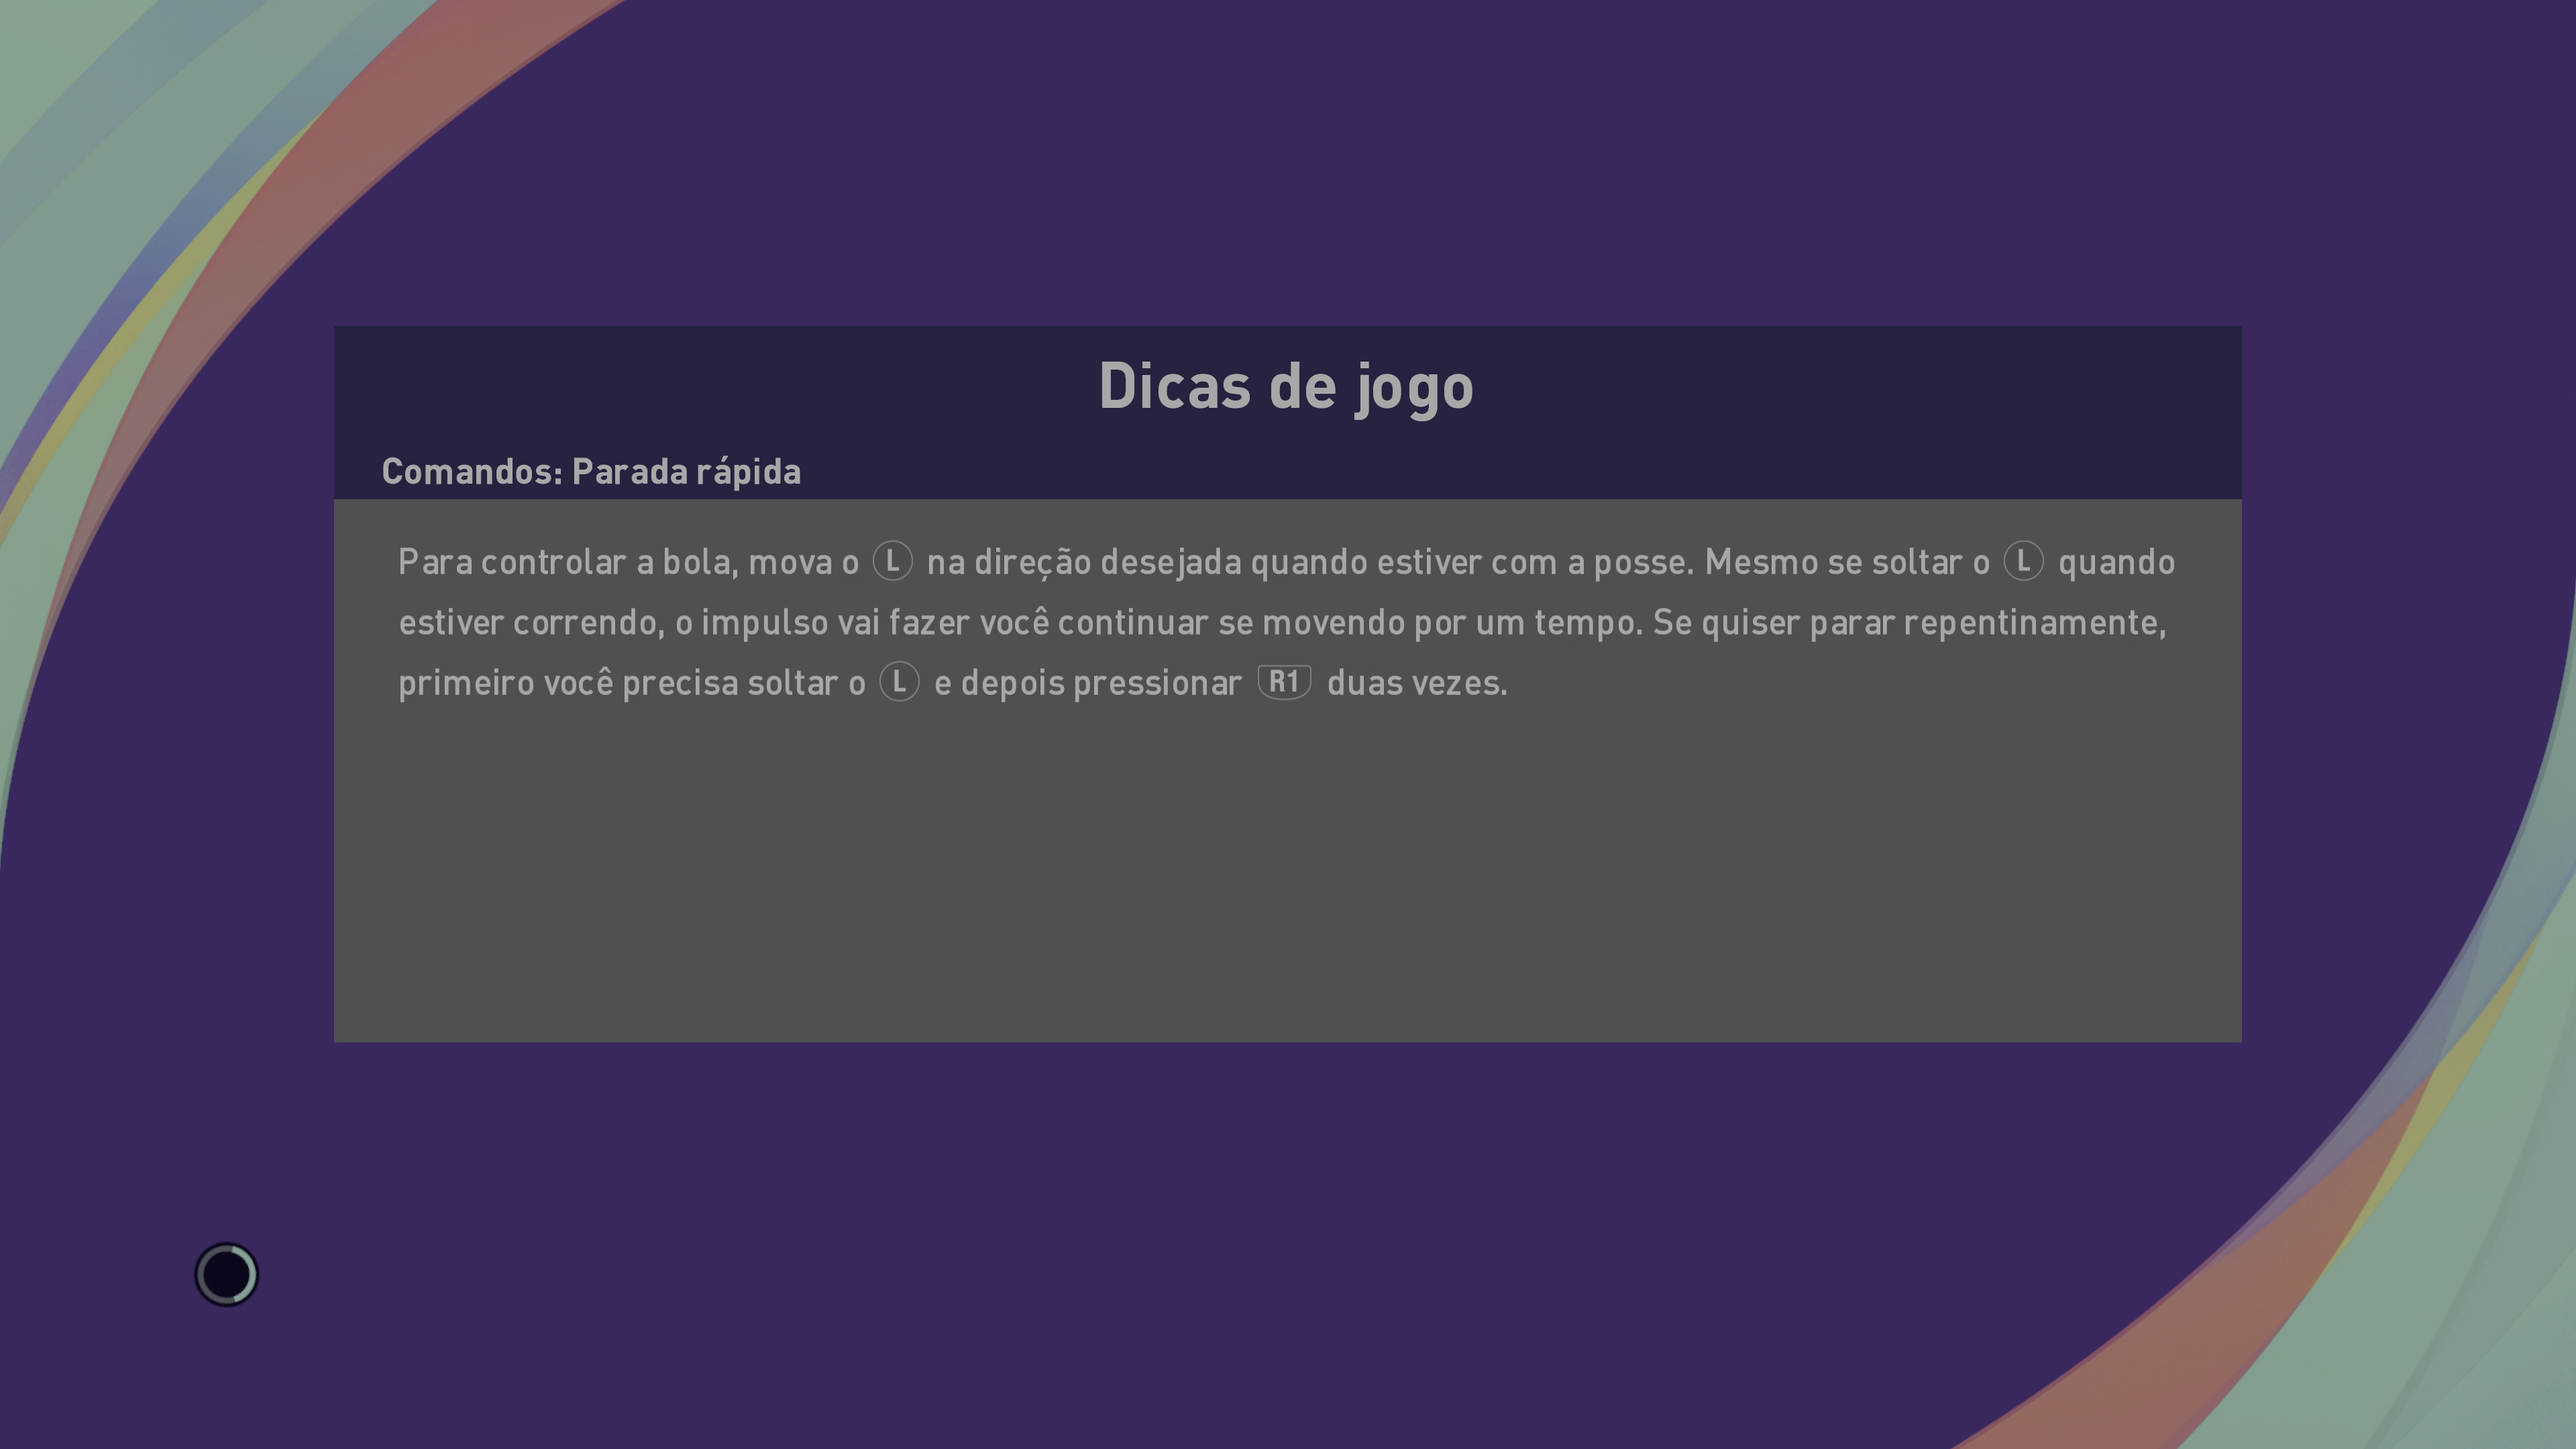 Dicas de jogo
Comandos: Parada rápida
Para controlar a bola, mova o L na direção desejada quando estiver com a posse. Mesmo se soltar o L quando
estiver correndo, o impulso vai fazer você continuar se movendo por um tempo. Se quiser parar repentinamente,
primeiro você precisa soltar o L e depois pressionar R1 duas vezes.